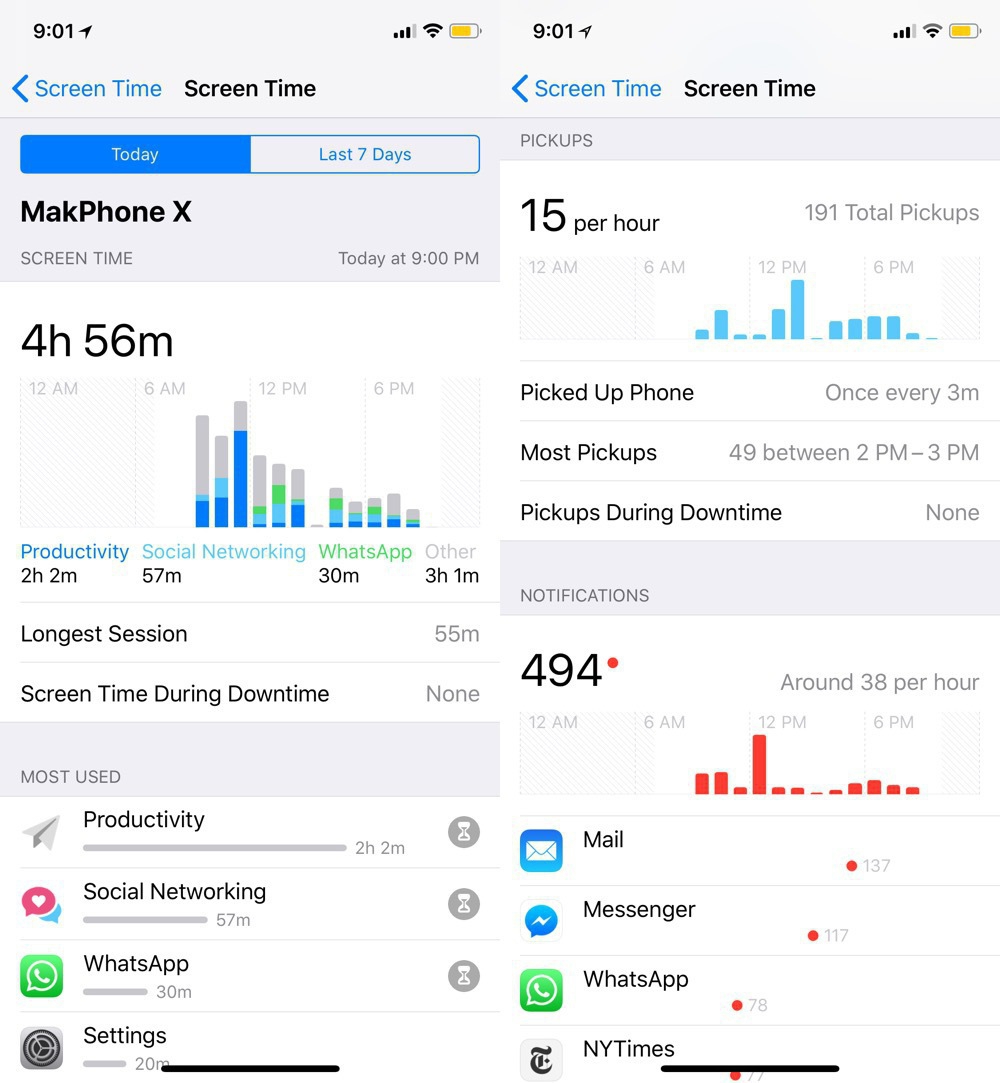 9:01
Screen Time
Screen Time
Today
Last 7 Days
MakPhone X
SCREEN TIME
Today at 9:00 PM
4h 56m
12 AM
6 AM
12 PM
6 PM
Productivity
Social Networking
WhatsApp
Other
2h 2m
57m
30m
3h 1m
Longest Session
55m
Screen Time During Downtime
None
MOST USED
Productivity
2h 2m
Social Networking
57m
WhatsApp
30m
Settings
20m
9:01
Screen Time
Screen Time
PICKUPS
15 per hour
191 Total Pickups
12 AM
6 AM
12 PM
6 PM
Picked Up Phone
Once every 3m
Most Pickups
49 between 2 PM – 3 PM
Pickups During Downtime
None
NOTIFICATIONS
494
Around 38 per hour
12 AM
6 AM
12 PM
6 PM
Mail
137
Messenger
117
WhatsApp
78
NYTimes
77